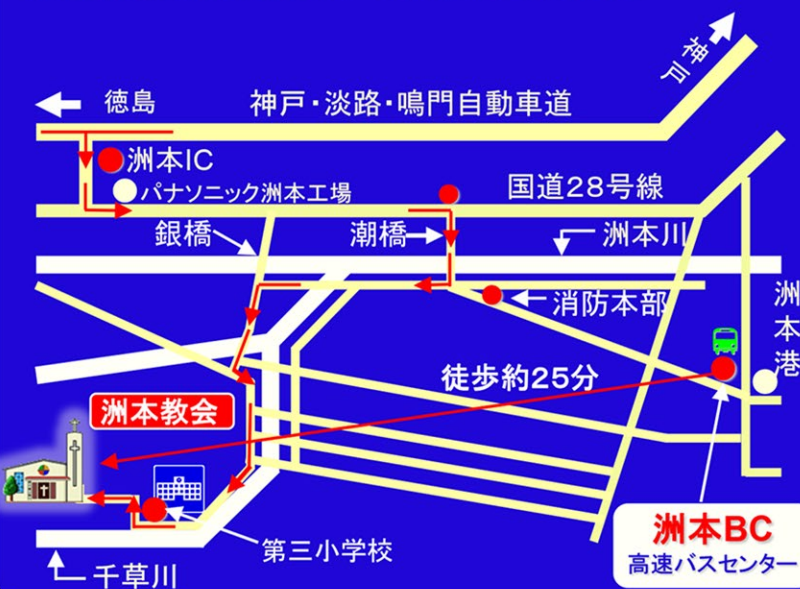 神戸
徳島
神戸・淡路・鳴門自動車道
洲本IC
パナソニック洲本工場
国道28号線
銀橋
潮橋
洲本川
消防本部
洲本港
徒歩約25分
洲本教会
洲本BC
高速バスセンター
第三小学校
千草川